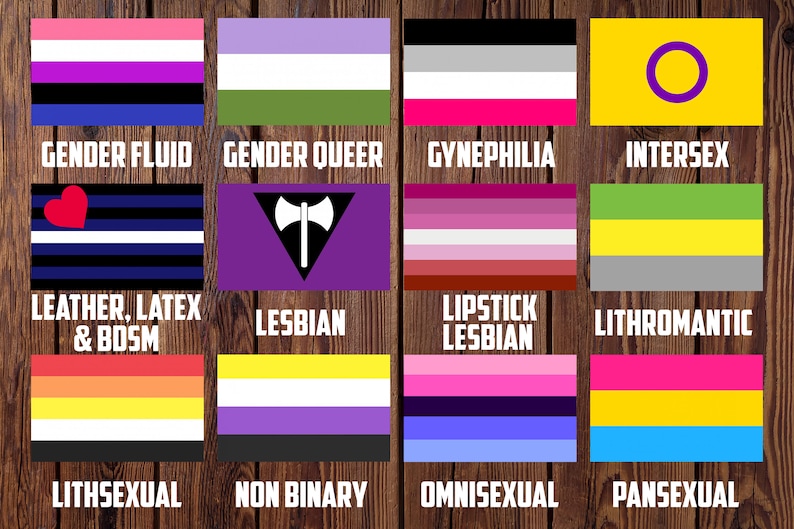 GENDER FLUID
GENDER QUEER
GYNEPHILIA
INTERSEX
LEATHER, LATEX
& BDSM
LESBIAN
LIPSTICK
LESBIAN
LITHROMANTIC
LITHSEXUAL
NON BINARY
OMNISEXUAL
PANSEXUAL